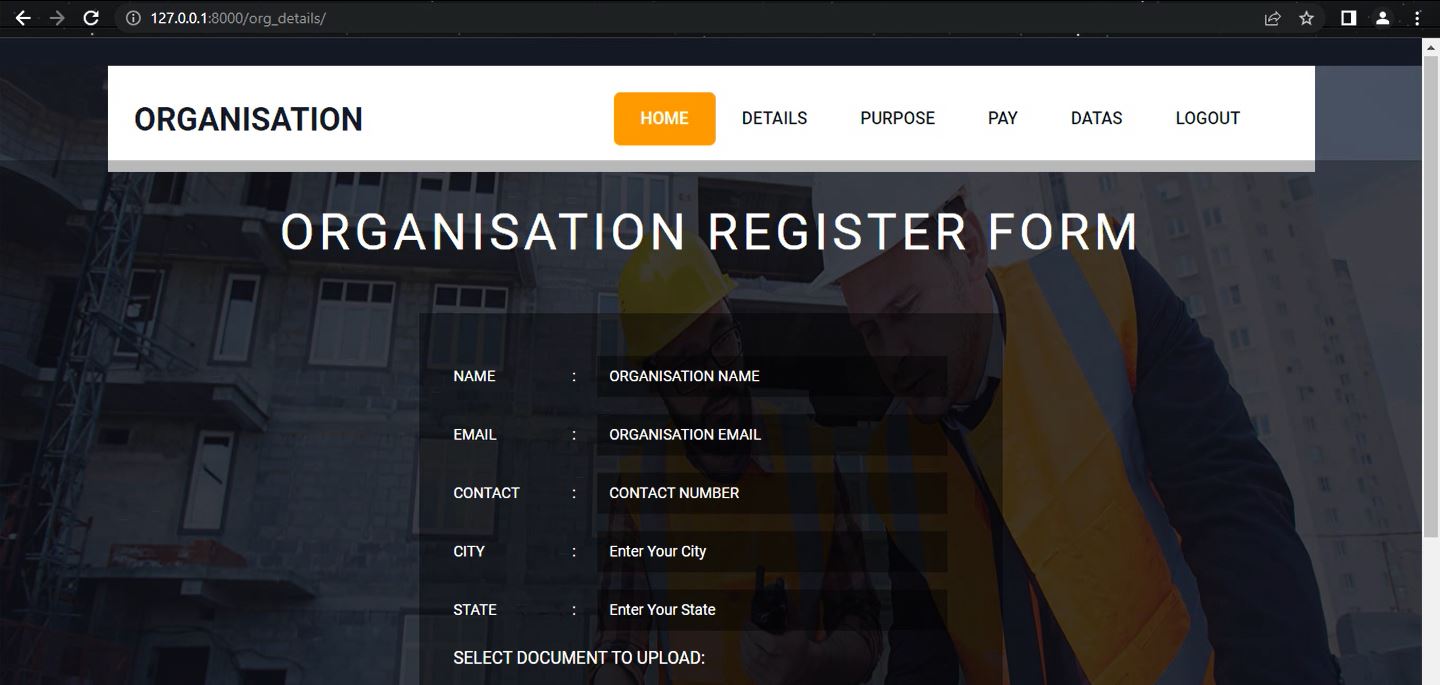 127.0.0.1:8000/org_details/
ORGANISATION HOME DETAILS PURPOSE PAY DATAS LOGOUT
ORGANISATION REGISTER FORM
NAME : ORGANISATION NAME
EMAIL : ORGANISATION EMAIL
CONTACT : CONTACT NUMBER
CITY : Enter Your City
STATE : Enter Your State
SELECT DOCUMENT TO UPLOAD: